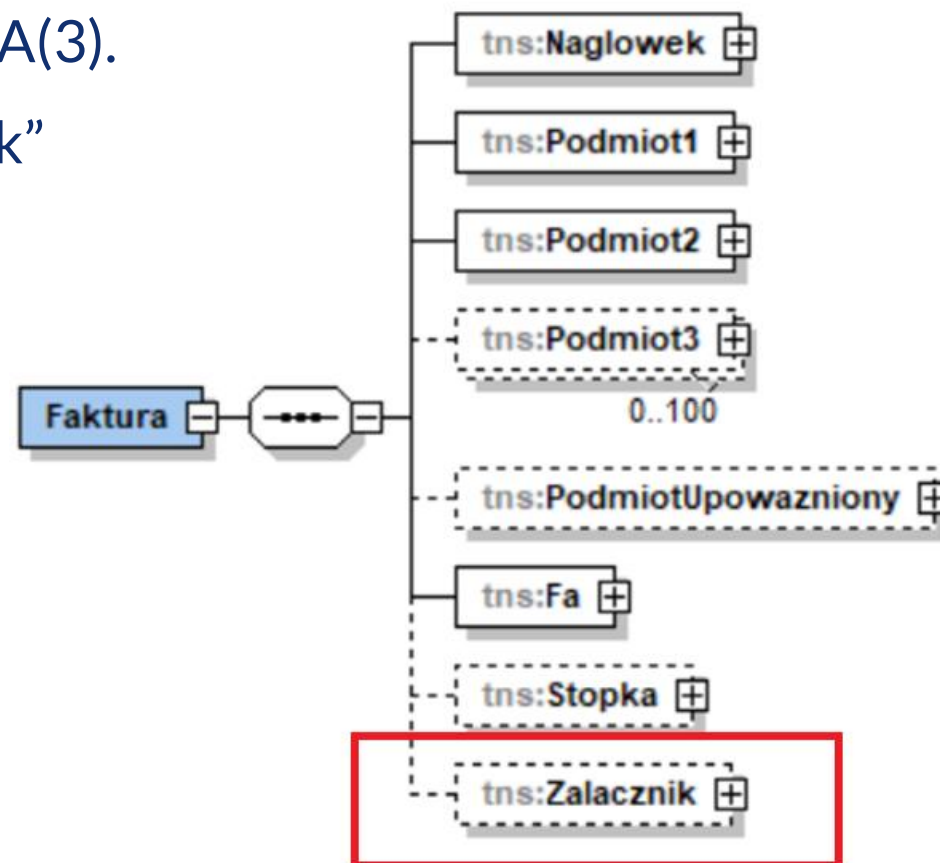 A(3).
k”
tns:Naglowek
tns:Podmiot1
tns:Podmiot2
tns:Podmiot3
0..100
Faktura
tns:PodmiotUpowazniony
tns:Fa
tns:Stopka
tns:Zalacznik